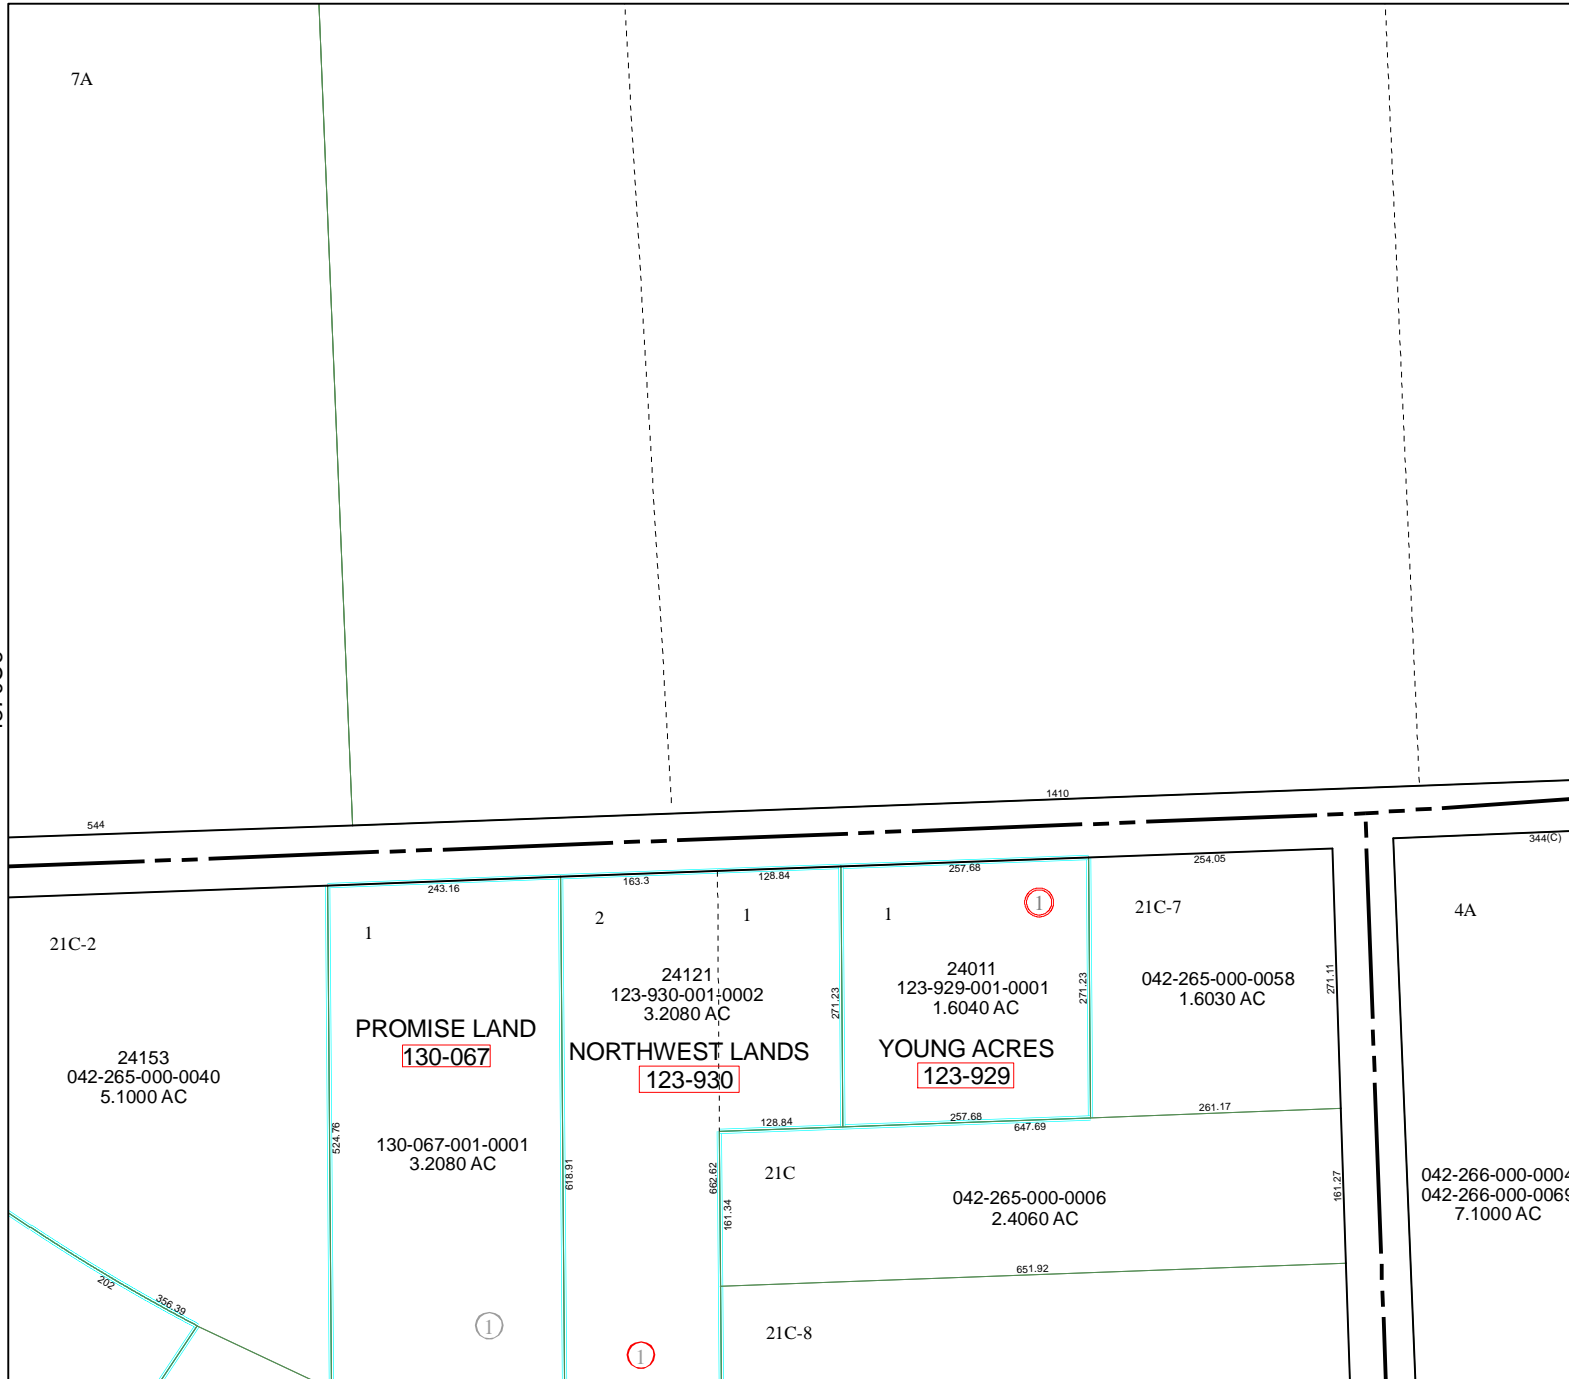 7A
1410
544
344(C)
243.16
163.3
128.84
257.68
254.05
21C-2
1
2
1
1
1
21C-7
4A
24121
123-930-001-0002
3.2080 AC
24011
123-929-001-0001
1.6040 AC
042-265-000-0058
1.6030 AC
271.23
271.23
271.11
PROMISE LAND
130-067
NORTHWEST LANDS
123-930
YOUNG ACRES
123-929
24153
042-265-000-0040
5.1000 AC
128.84
257.68
647.69
261.17
524.76
130-067-001-0001
3.2080 AC
618.91
662.62
161.34
21C
042-265-000-0006
2.4060 AC
161.27
042-266-000-0004
042-266-000-0069
7.1000 AC
202
356.39
651.92
1
1
21C-8